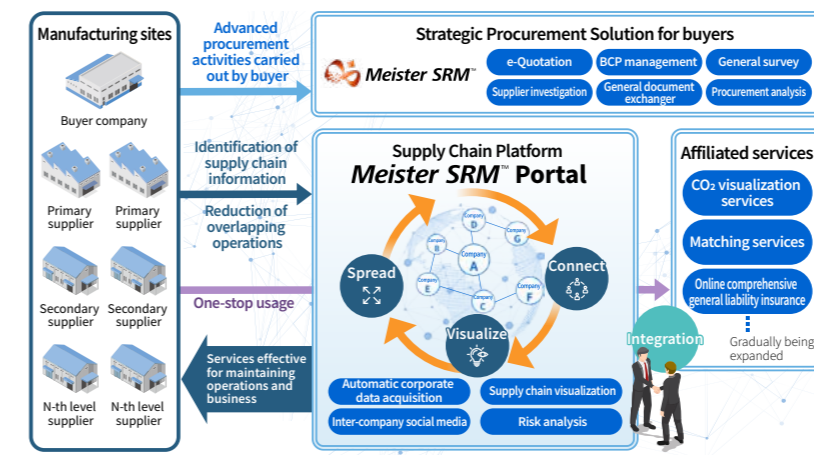 Manufacturing sites
Buyer company
Primary
supplier
Primary
supplier
Secondary
supplier
Secondary
supplier
N-th level
supplier
N-th level
supplier
Advanced
procurement
activities carried
out by buyer
Identification of
supply chain
information
Reduction of
overlapping
operations
One-stop usage
Services effective
for maintaining
operations and
business
Strategic Procurement Solution for buyers
Meister SRM™
e-Quotation
BCP management
General survey
Supplier investigation
General document
exchanger
Procurement analysis
Supply Chain Platform
Meister SRM™ Portal
Company
D
Company
G
Company
B
Company
A
Company
E
Company
C
Company
F
Spread
Connect
Visualize
Automatic corporate
data acquisition
Supply chain visualization
Inter-company social media
Risk analysis
Integration
Affiliated services
CO₂ visualization
services
Matching services
Online comprehensive
general liability insurance
Gradually being
expanded